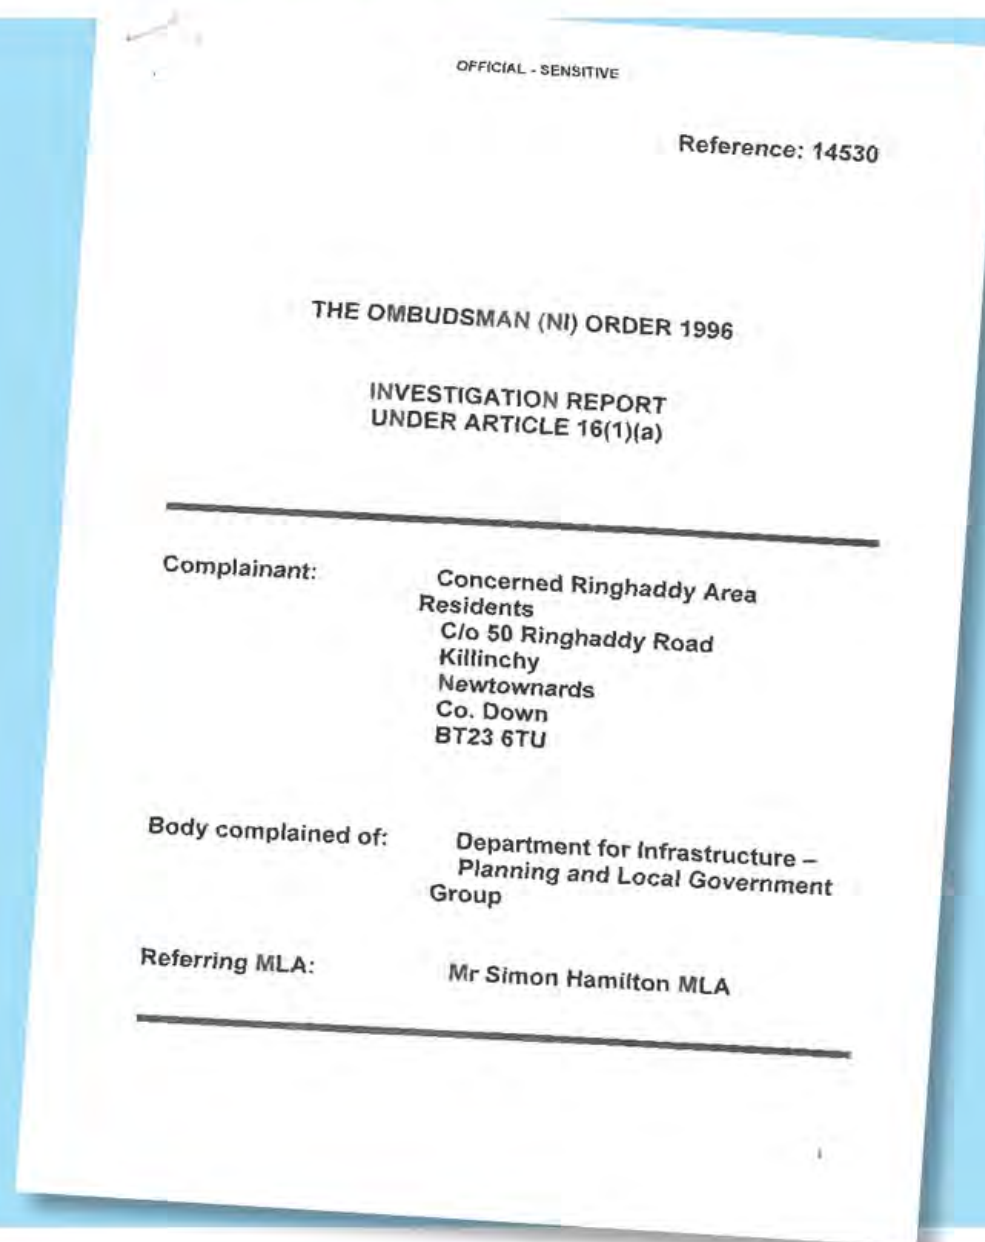 OFFICIAL - SENSITIVE
Reference: 14530
THE OMBUDSMAN (NI) ORDER 1996
INVESTIGATION REPORT
UNDER ARTICLE 16(1)(a)
Complainant: Concerned Ringhaddy Area
Residents
C/o 50 Ringhaddy Road
Killinchy
Newtownards
Co. Down
BT23 6TU
Body complained of: Department for Infrastructure –
Planning and Local Government
Group
Referring MLA: Mr Simon Hamilton MLA